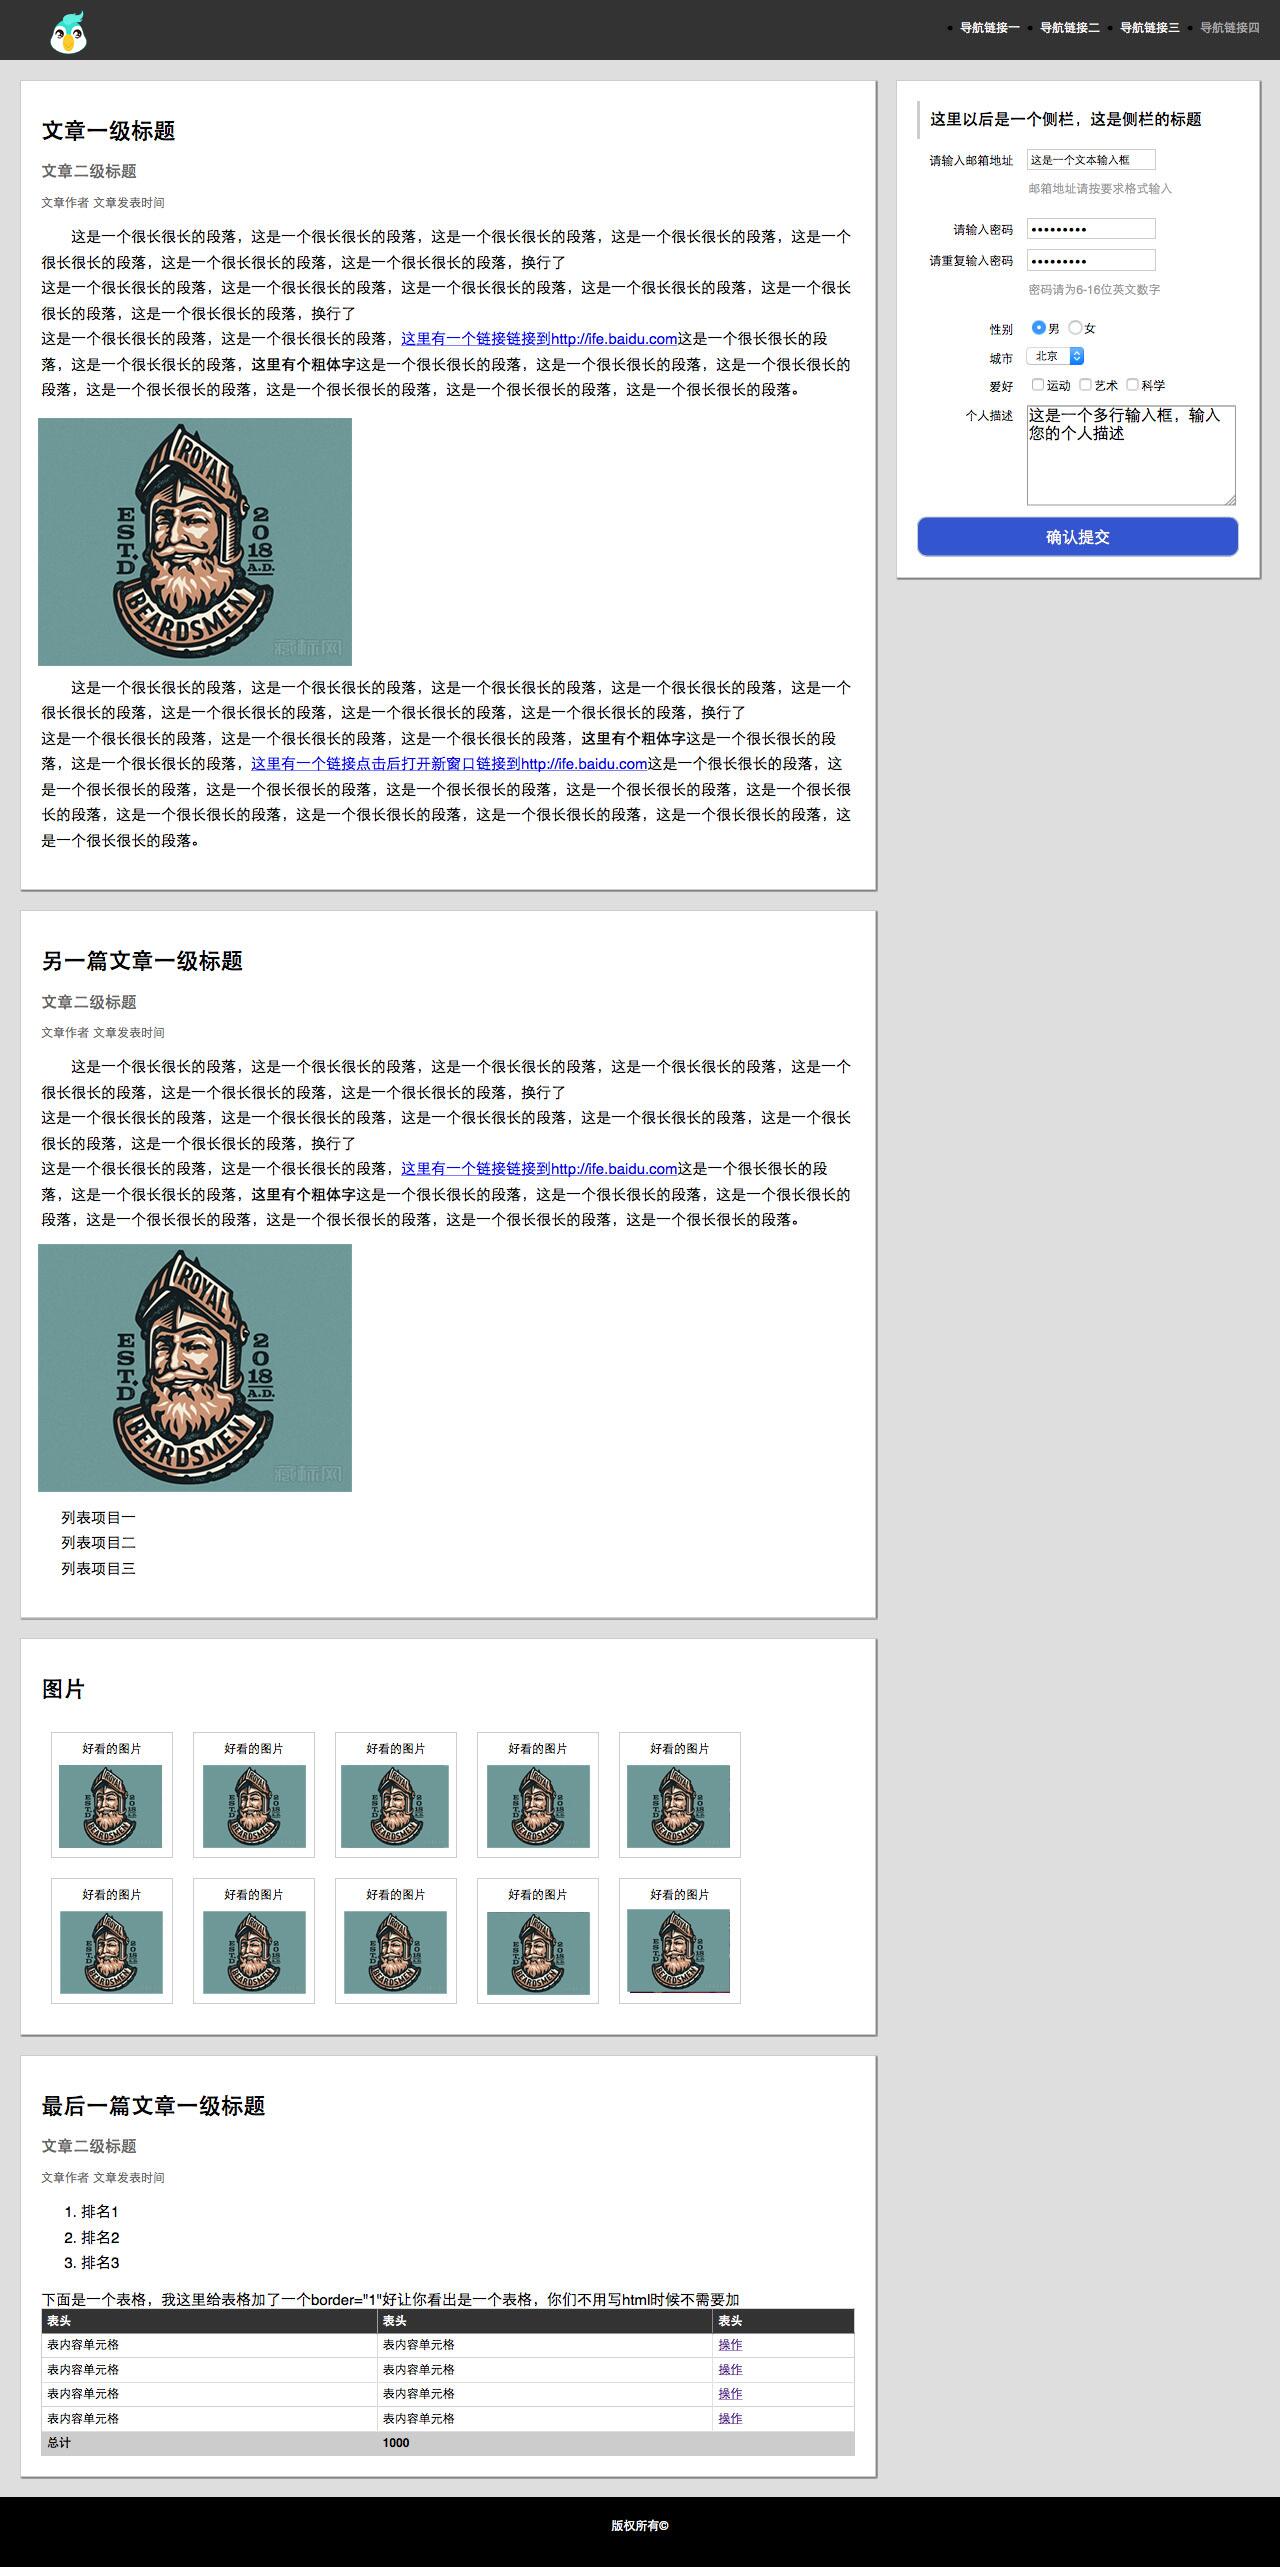 导航链接一 导航链接二 导航链接三 导航链接四
文章一级标题
文章二级标题
文章作者 文章发表时间
这是一个很长很长的段落，这是一个很长很长的段落，这是一个很长很长的段落，这是一个很长很长的段落，这是一个
很长很长的段落，这是一个很长很长的段落，这是一个很长很长的段落，换行了
这是一个很长很长的段落，这是一个很长很长的段落，这是一个很长很长的段落，这是一个很长很长的段落，这是一个很长
很长的段落，这是一个很长很长的段落，换行了
这是一个很长很长的段落，这是一个很长很长的段落，这里有一个链接链接到http://ife.baidu.com这是一个很长很长的段
落，这是一个很长很长的段落，这里有个粗体字这是一个很长很长的段落，这是一个很长很长的段落，这是一个很长很长的
段落，这是一个很长很长的段落，这是一个很长很长的段落，这是一个很长很长的段落，这是一个很长很长的段落。
ROYAL
EST.D
2018 A.D.
BEARDSMEN
藏标网
这是一个很长很长的段落，这是一个很长很长的段落，这是一个很长很长的段落，这是一个很长很长的段落，这是一个
很长很长的段落，这是一个很长很长的段落，这是一个很长很长的段落，这是一个很长很长的段落，换行了
这是一个很长很长的段落，这是一个很长很长的段落，这是一个很长很长的段落，这里有个粗体字这是一个很长很长的段
落，这是一个很长很长的段落，这里有一个链接点击后打开新窗口链接到http://ife.baidu.com这是一个很长很长的段落，这
是一个很长很长的段落，这是一个很长很长的段落，这是一个很长很长的段落，这是一个很长很长的段落，这是一个很长很
长的段落，这是一个很长很长的段落，这是一个很长很长的段落，这是一个很长很长的段落，这是一个很长很长的段落，这
是一个很长很长的段落。
另一篇文章一级标题
文章二级标题
文章作者 文章发表时间
这是一个很长很长的段落，这是一个很长很长的段落，这是一个很长很长的段落，这是一个很长很长的段落，这是一个
很长很长的段落，这是一个很长很长的段落，这是一个很长很长的段落，换行了
这是一个很长很长的段落，这是一个很长很长的段落，这是一个很长很长的段落，这是一个很长很长的段落，这是一个很长
很长的段落，这是一个很长很长的段落，换行了
这是一个很长很长的段落，这是一个很长很长的段落，这里有一个链接链接到http://ife.baidu.com这是一个很长很长的段
落，这是一个很长很长的段落，这里有个粗体字这是一个很长很长的段落，这是一个很长很长的段落，这是一个很长很长的
段落，这是一个很长很长的段落，这是一个很长很长的段落，这是一个很长很长的段落，这是一个很长很长的段落。
ROYAL
EST.D
2018 A.D.
BEARDSMEN
藏标网
列表项目一
列表项目二
列表项目三
图片
好看的图片 好看的图片 好看的图片 好看的图片 好看的图片
好看的图片 好看的图片 好看的图片 好看的图片 好看的图片
最后一篇文章一级标题
文章二级标题
文章作者 文章发表时间
1. 排名1
2. 排名2
3. 排名3
下面是一个表格，我这里给表格加了一个border="1"好让你看出是一个表格，你们不用写html时候不需要加
表头 表头 表头
表内容单元格 表内容单元格 操作
表内容单元格 表内容单元格 操作
表内容单元格 表内容单元格 操作
表内容单元格 表内容单元格 操作
总计 1000
这里以后是一个侧栏，这是侧栏的标题
请输入邮箱地址 这是一个文本输入框
邮箱地址请按要求格式输入
请输入密码
请重复输入密码
密码请为6-16位英文数字
性别 男 女
城市 北京
爱好 运动 艺术 科学
个人描述 这是一个多行输入框，输入
您的个人描述
确认提交
版权所有©